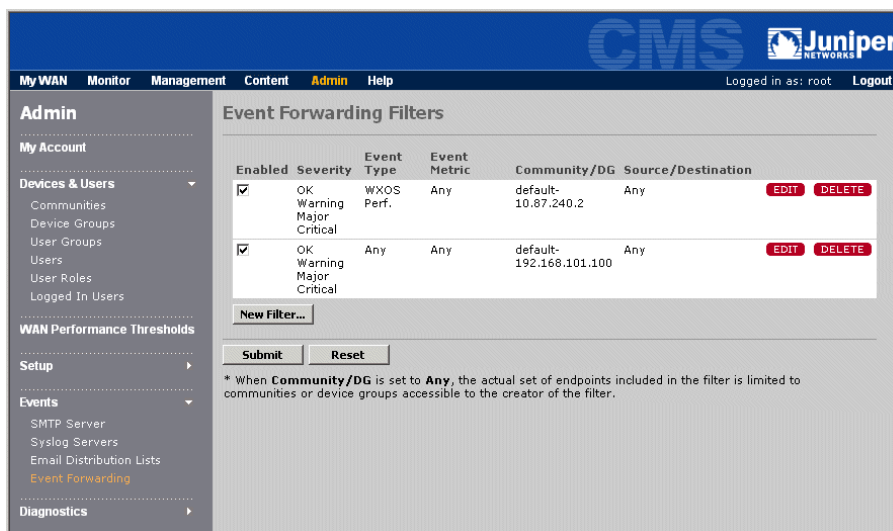 CMS
Juniper
NETWORKS
My WAN Monitor Management Content Admin Help Logged in as: root Logout
Admin
My Account
Devices & Users
Communities
Device Groups
User Groups
Users
User Roles
Logged In Users
WAN Performance Thresholds
Setup
Events
SMTP Server
Syslog Servers
Email Distribution Lists
Event Forwarding
Diagnostics
Event Forwarding Filters
Event Event
Enabled Severity Type Metric Community/DG Source/Destination
OK WXOS Any default- Any EDIT DELETE
Warning Perf. 10.87.240.2
Major
Critical
OK Any Any default- Any EDIT DELETE
Warning 192.168.101.100
Major
Critical
New Filter...
Submit Reset
* When Community/DG is set to Any, the actual set of endpoints included in the filter is limited to
communities or device groups accessible to the creator of the filter.